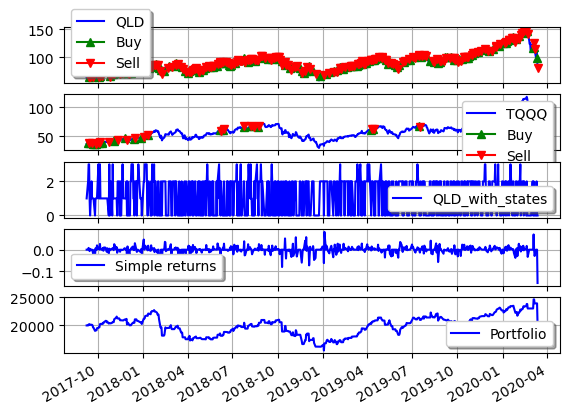 150
100
QLD
Buy
Sell
100
50
TQQQ
Buy
Sell
2
0
QLD_with_states
0.0
−0.1
Simple returns
25000
20000
Portfolio
2017-10
2018-01
2018-04
2018-07
2018-10
2019-01
2019-04
2019-07
2019-10
2020-01
2020-04